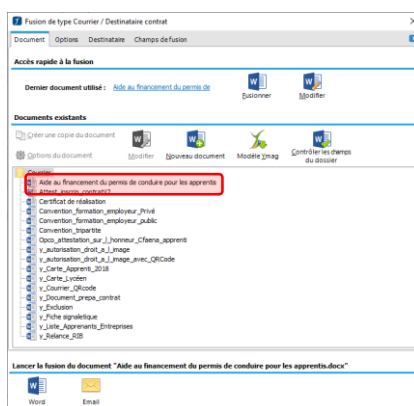 Fusion de type Courrier / Destinataire contrat
Document Options Destinataire Champs de fusion
Accès rapide à la fusion
Dernier document utilisé : Aide au financement du permis de
Fusionner Modifier
Documents existants
Créer une copie du document
Options du document Modifier Nouveau document Modèle Ymag Contrôler les champs du dossier
Courrier
Aide au financement du permis de conduire pour les apprentis
Attest_inscris_contratV2
Certificat de réalsation
Convention_formation_employeur_Privé
Convention_formation_employeur_public
Convention_tripartite
Opco_attestation_sur_l_honneur_Cfaena_apprenti
y_autorisation_droit_a_l_image
y_autorisation_droit_a_l_image_avec_QRCode
y_Carte_Apprenti_2018
y_Carte_Lycéen
y_Courrier_QRcode
y_Document_prepa_contrat
y_Exclusion
y_Fiche signaletique
y_Liste_Apprenants_Entreprises
y_Relance_RIB
Lancer la fusion du document "Aide au financement du permis de conduire pour les apprentis.docx"
Word Email